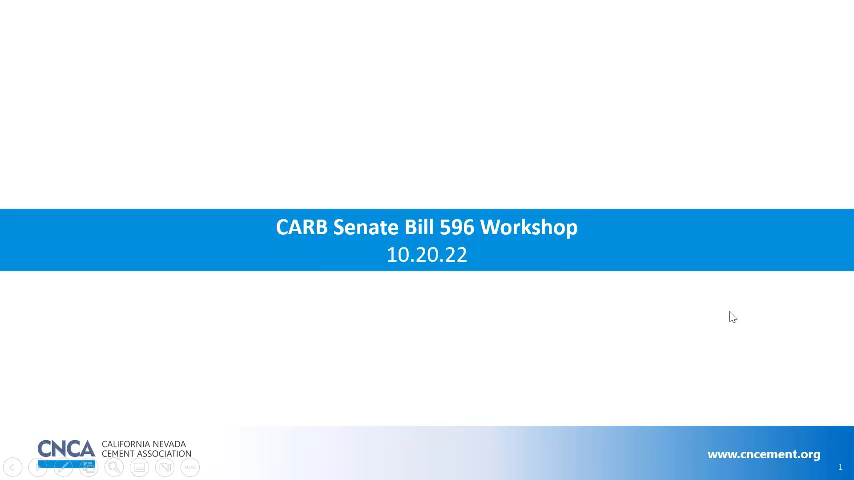 CARB Senate Bill 596 Workshop
10.20.22
CNCA CALIFORNIA NEVADA
CEMENT ASSOCIATION
www.cncement.org
1